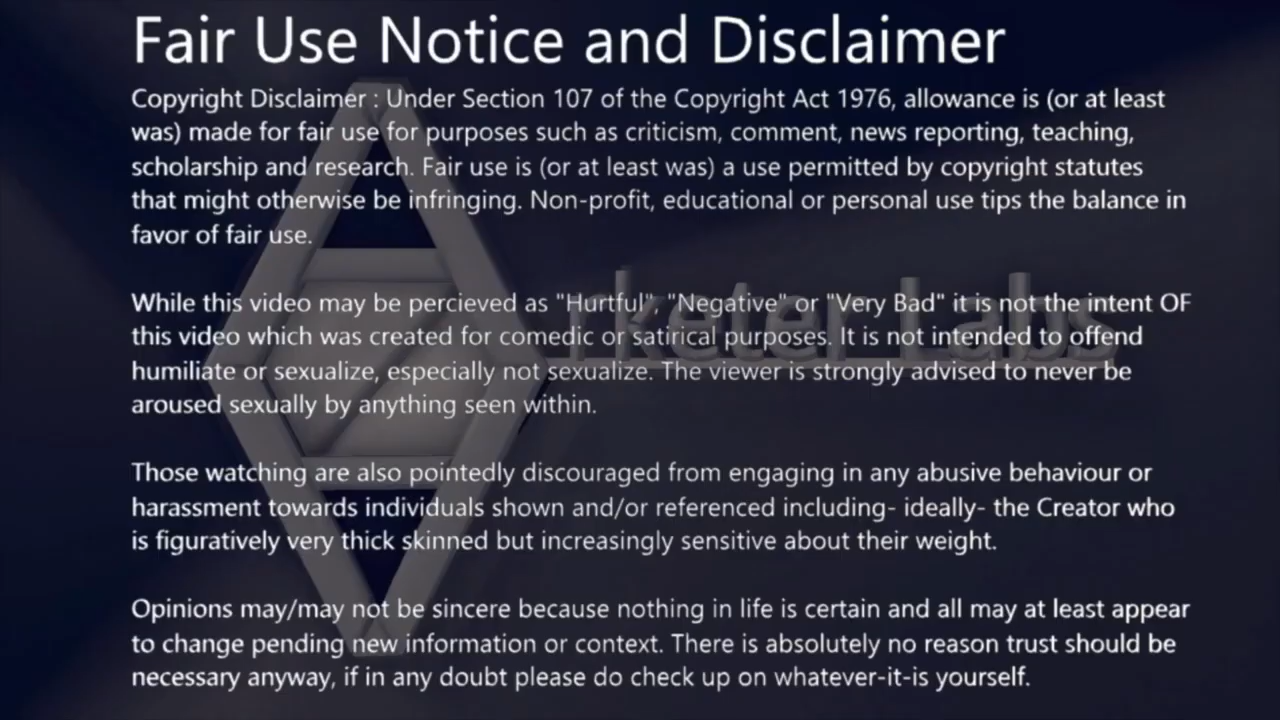 Fair Use Notice and Disclaimer
Copyright Disclaimer : Under Section 107 of the Copyright Act 1976, allowance is (or at least
was) made for fair use for purposes such as criticism, comment, news reporting, teaching,
scholarship and research. Fair use is (or at least was) a use permitted by copyright statutes
that might otherwise be infringing. Non-profit, educational or personal use tips the balance in
favor of fair use.
While this video may be percieved as "Hurtful", "Negative" or "Very Bad" it is not the intent OF
this video which was created for comedic or satirical purposes. It is not intended to offend
humiliate or sexualize, especially not sexualize. The viewer is strongly advised to never be
aroused sexually by anything seen within.
Those watching are also pointedly discouraged from engaging in any abusive behaviour or
harassment towards individuals shown and/or referenced including- ideally- the Creator who
is figuratively very thick skinned but increasingly sensitive about their weight.
Opinions may/may not be sincere because nothing in life is certain and all may at least appear
to change pending new information or context. There is absolutely no reason trust should be
necessary anyway, if in any doubt please do check up on whatever-it-is yourself.
rketer Labs